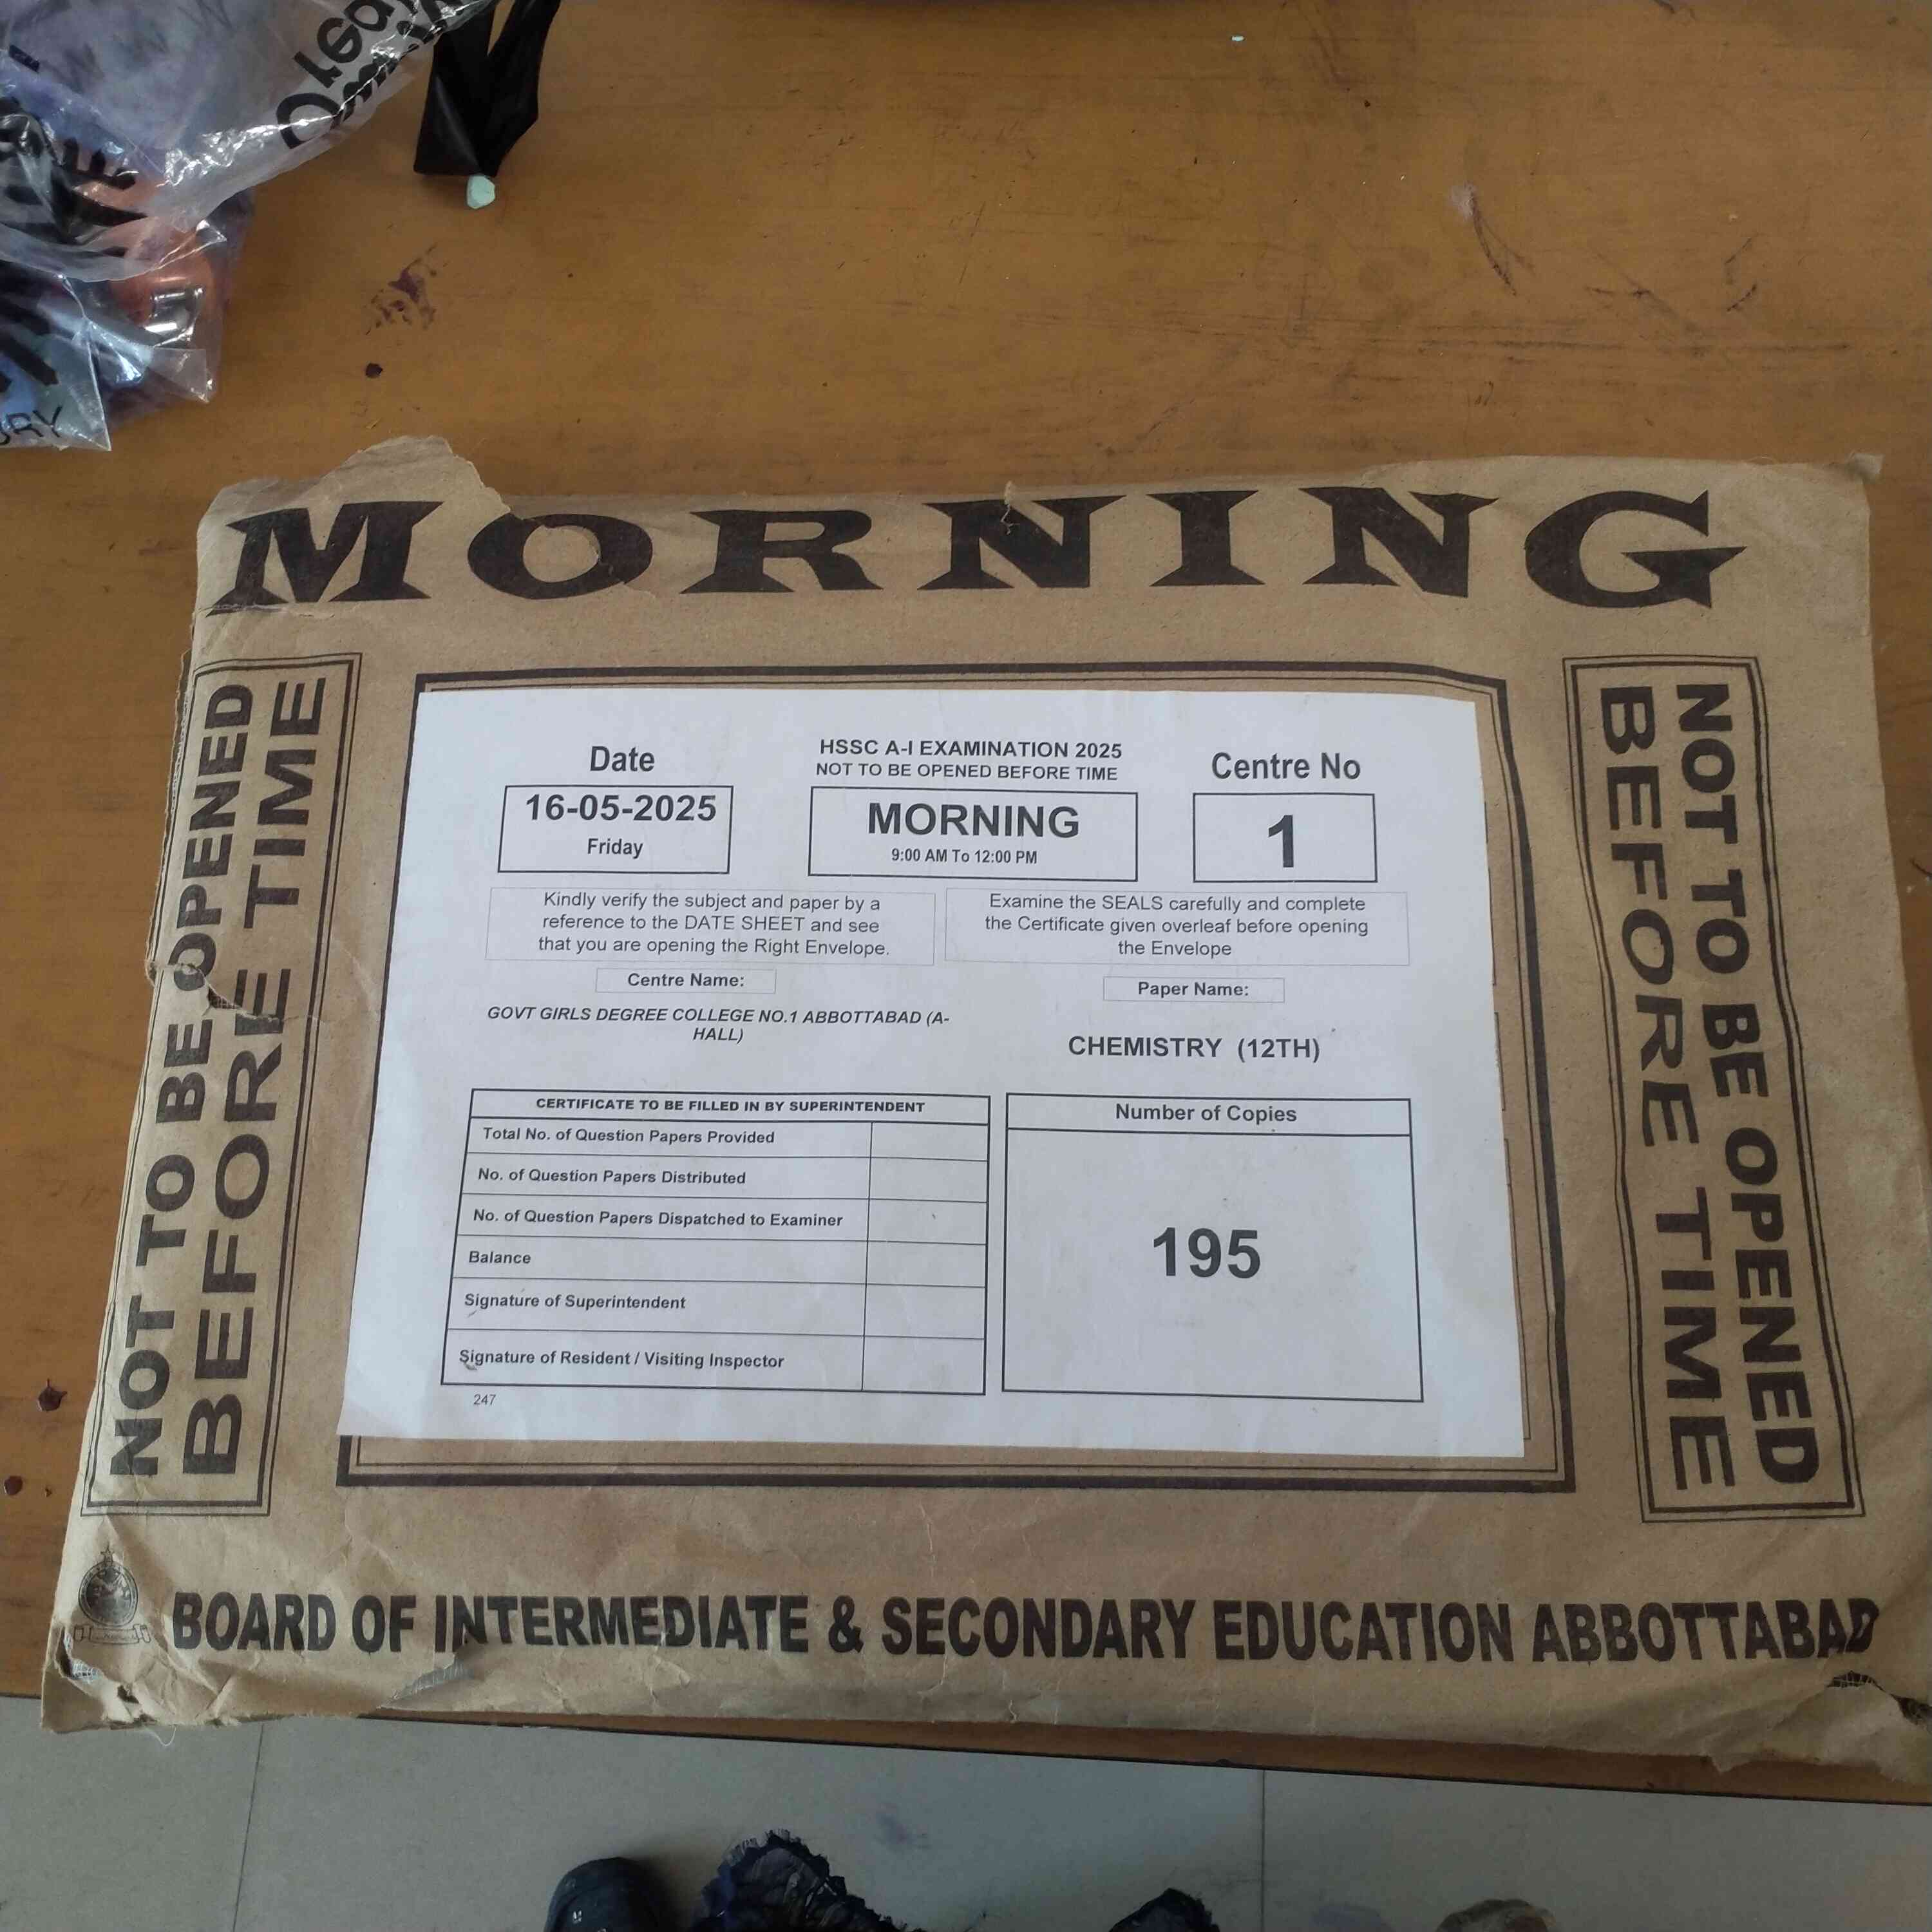 MORNING
NOT TO BE OPENED
BEFORE TIME
Date
16-05-2025
Friday
HSSC A-I EXAMINATION 2025
NOT TO BE OPENED BEFORE TIME
MORNING
9:00 AM To 12:00 PM
Centre No
1
Kindly verify the subject and paper by a
reference to the DATE SHEET and see
that you are opening the Right Envelope.
Examine the SEALS carefully and complete
the Certificate given overleaf before opening
the Envelope
Centre Name:
GOVT GIRLS DEGREE COLLEGE NO.1 ABBOTTABAD (A-
HALL)
Paper Name:
CHEMISTRY (12TH)
CERTIFICATE TO BE FILLED IN BY SUPERINTENDENT
Total No. of Question Papers Provided
No. of Question Papers Distributed
No. of Question Papers Dispatched to Examiner
Balance
Signature of Superintendent
Signature of Resident / Visiting Inspector
247
Number of Copies
195
NOT TO BE OPENED
BEFORE TIME
BOARD OF INTERMEDIATE & SECONDARY EDUCATION ABBOTTABAD